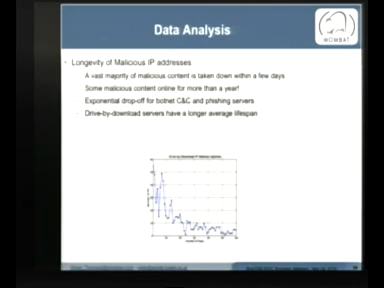 Data Analysis
WOMBAT
Longevity of Malicious IP addresses
A vast majority of malicious content is taken down within a few days
Some malicious content online for more than a year!
Exponential drop-off for botnet C&C and phishing servers
Drive-by-download servers have a longer average lifespan